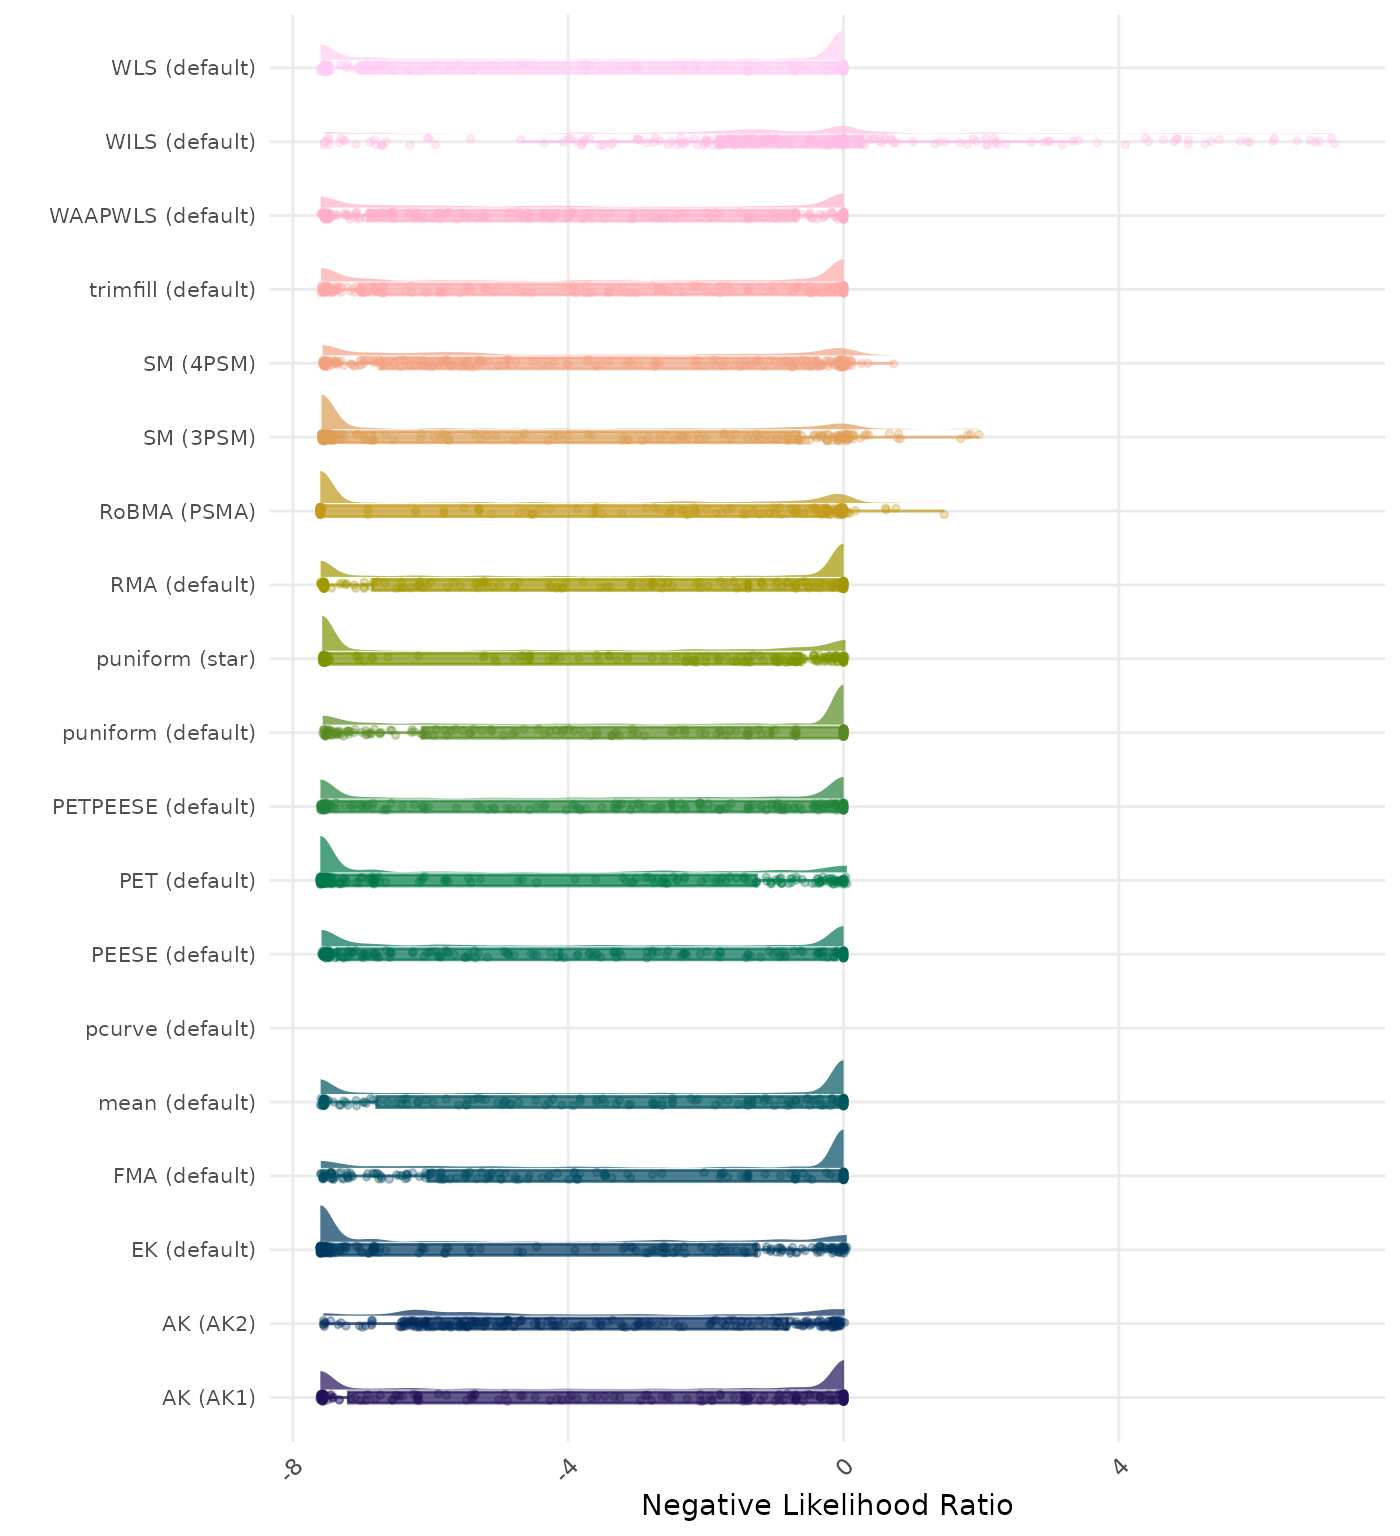 WLS (default)
WILS (default)
WAAPWLS (default)
trimfill (default)
SM (4PSM)
SM (3PSM)
RoBMA (PSMA)
RMA (default)
puniform (star)
puniform (default)
PETPEESE (default)
PET (default)
PEESE (default)
pcurve (default)
mean (default)
FMA (default)
EK (default)
AK (AK2)
AK (AK1)
-8
-4
0
4
Negative Likelihood Ratio